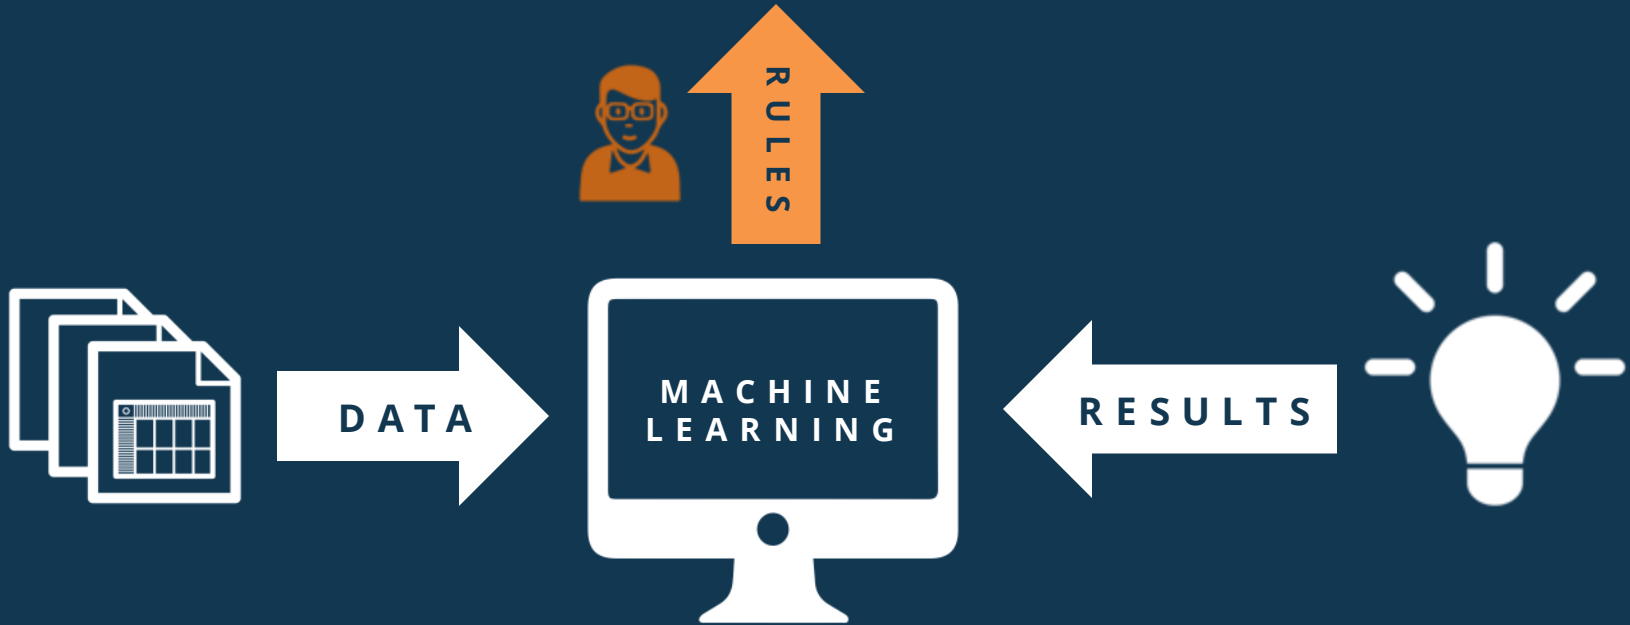 RULES
DATA
MACHINE
LEARNING
RESULTS